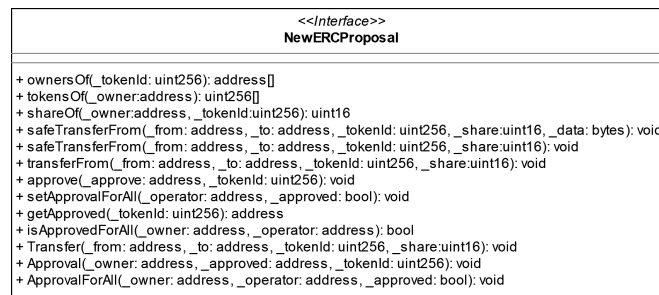 <<Interface>>
NewERCProposal
+ ownersOf(_tokenId: uint256): address[]
+ tokensOf(_owner:address): uint256[]
+ shareOf(_owner:address, _tokenId:uint256): uint16
+ safeTransferFrom(_from: address, _to: address, _tokenId: uint256, _share:uint16, _data: bytes): void
+ safeTransferFrom(_from: address, _to: address, _tokenId: uint256, _share:uint16): void
+ transferFrom(_from: address, _to: address, _tokenId: uint256, _share:uint16): void
+ approve(_approve: address, _tokenId: uint256): void
+ setApprovalForAll(_operator: address, _approved: bool): void
+ getApproved(_tokenId: uint256): address
+ isApprovedForAll(_owner: address, _operator: address): bool
+ Transfer(_from: address, _to: address, _tokenId: uint256, _share:uint16): void
+ Approval(_owner: address, _approved: address, _tokenId: uint256): void
+ ApprovalForAll(_owner: address, _operator: address, _approved: bool): void